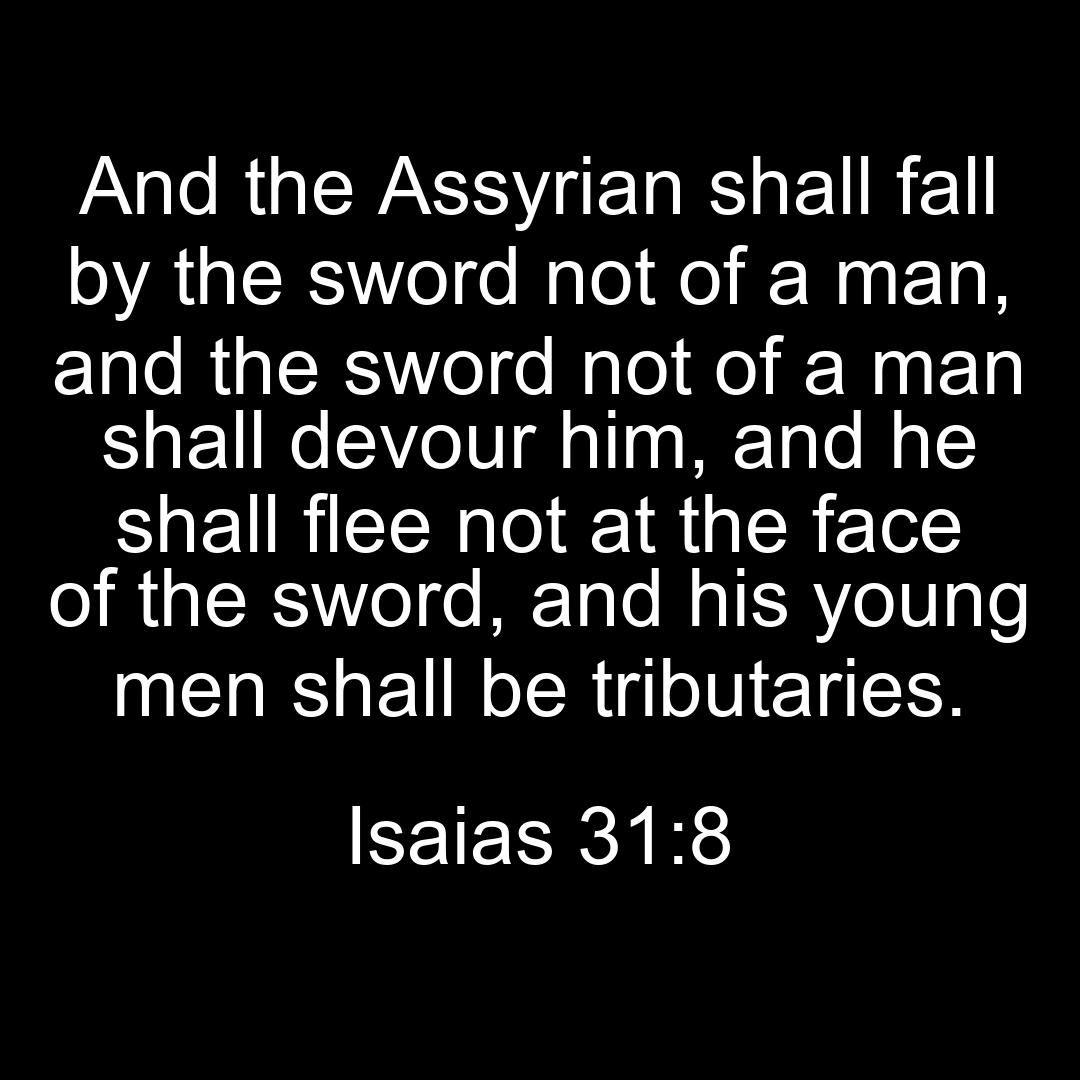 And the Assyrian shall fall
by the sword not of a man,
and the sword not of a man
shall devour him, and he
shall flee not at the face
of the sword, and his young
men shall be tributaries.
Isaias 31:8